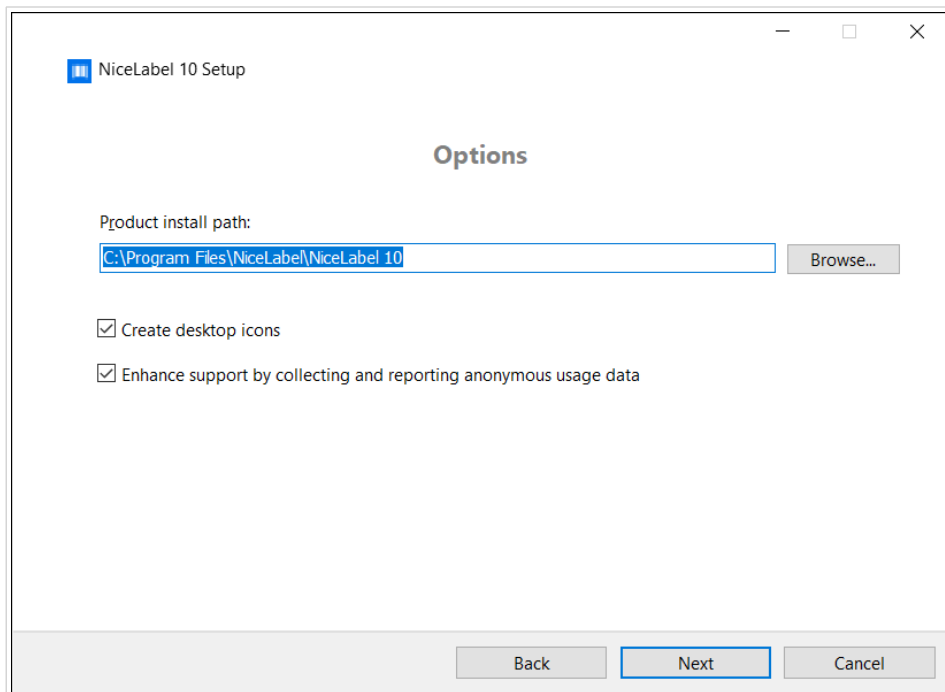 NiceLabel 10 Setup
Options
Product install path:
C:\Program Files\NiceLabel\NiceLabel 10
Browse...
Create desktop icons
Enhance support by collecting and reporting anonymous usage data
Back Next Cancel